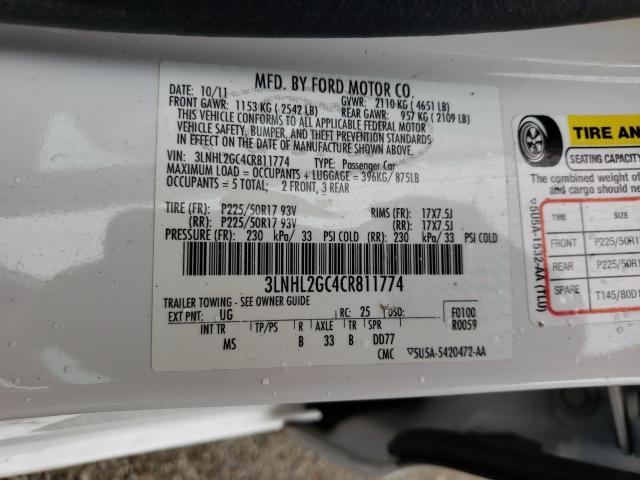 MFD. BY FORD MOTOR CO.
DATE: 10/11 GVWR: 2110 KG ( 4651 LB)
FRONT GAWR: 1153 KG ( 2542 LB) REAR GAWR: 957 KG ( 2109 LB)
THIS VEHICLE CONFORMS TO ALL APPLICABLE FEDERAL MOTOR
VEHICLE SAFETY, BUMPER, AND THEFT PREVENTION STANDARDS
IN EFFECT ON THE DATE OF MANUFACTURE SHOWN ABOVE.
VIN: 3LNHL2GC4CR811774 TYPE: Passenger Car
MAXIMUM LOAD = OCCUPANTS + LUGGAGE = 396KG/ 875LB
OCCUPANTS = 5 TOTAL; 2 FRONT, 3 REAR
TIRE (FR): P225/50R17 93V RIMS (FR): 17X7.5J
(RR): P225/50R17 93V (RR): 17X7.5J
PRESSURE (FR): 230 kPa/ 33 PSI COLD (RR): 230 kPa/ 33 PSI COLD
3LNHL2GC4CR811774
TRAILER TOWING - SEE OWNER GUIDE
EXT PNT: UG RC: 25 DSO: F0100
R0059
INT TR TP/PS R AXLE TR SPR
MS B 33 B DD77
CMC ▽5U5A-5420472-AA
TIRE AN
SEATING CAPACITY
The combined weight of
and cargo should ne
▽5U5A-1532-AA (TLU)
TIRE SIZE
FRONT P225/50R17
REAR P225/50R1
SPARE T145/80D1